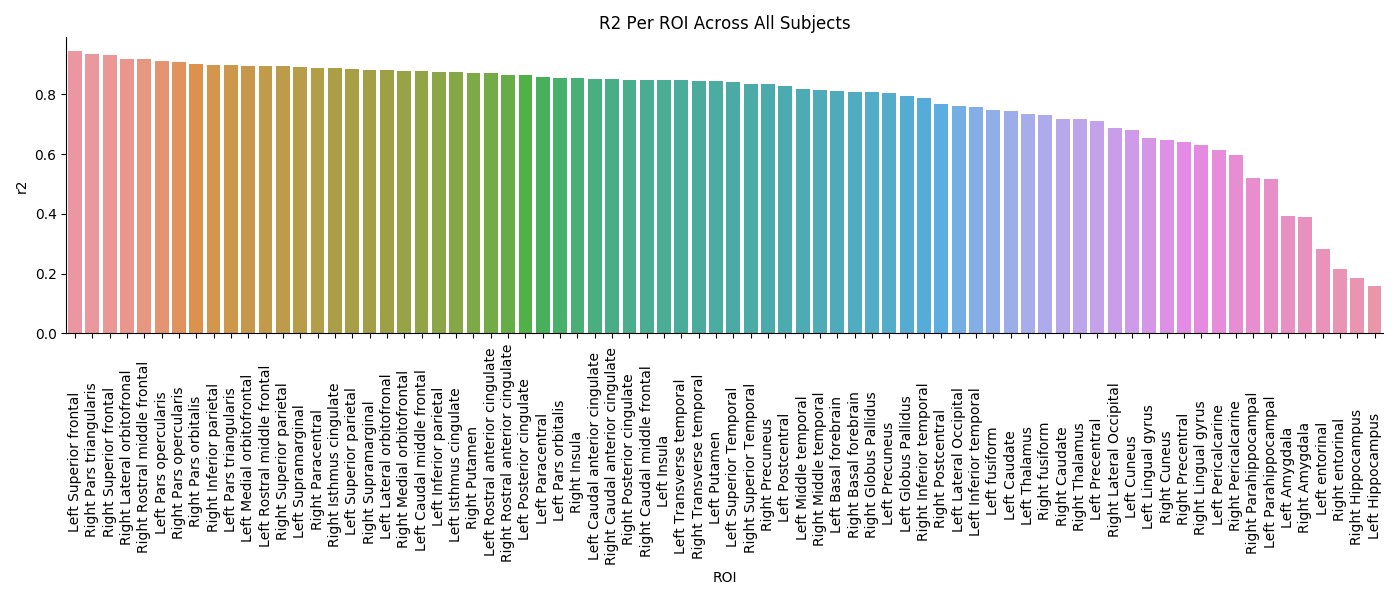 R2 Per ROI Across All Subjects
r2
0.8
0.6
0.4
0.2
0.0
Left Superior frontal
Right Pars triangularis
Right Superior frontal
Right Lateral orbitofronal
Right Rostral middle frontal
Left Pars opercularis
Right Pars opercularis
Right Pars orbitalis
Right Inferior parietal
Left Pars triangularis
Left Medial orbitofrontal
Left Rostral middle frontal
Right Superior parietal
Left Supramarginal
Right Paracentral
Right Isthmus cingulate
Left Superior parietal
Right Supramarginal
Left Lateral orbitofronal
Right Medial orbitofrontal
Left Caudal middle frontal
Left Inferior parietal
Left Isthmus cingulate
Right Putamen
Left Rostral anterior cingulate
Right Rostral anterior cingulate
Left Posterior cingulate
Left Paracentral
Left Pars orbitalis
Right Insula
Left Caudal anterior cingulate
Right Caudal anterior cingulate
Right Posterior cingulate
Right Caudal middle frontal
Left Insula
Left Transverse temporal
Right Transverse temporal
Left Putamen
Left Superior Temporal
Right Superior Temporal
Right Precuneus
Left Postcentral
Left Middle temporal
Right Middle temporal
Left Basal forebrain
Right Basal forebrain
Right Globus Pallidus
Left Precuneus
Left Globus Pallidus
Right Inferior temporal
Right Postcentral
Left Lateral Occipital
Left Inferior temporal
Left fusiform
Left Caudate
Left Thalamus
Right fusiform
Right Caudate
Right Thalamus
Left Precentral
Right Lateral Occipital
Left Cuneus
Left Lingual gyrus
Right Cuneus
Right Precentral
Right Lingual gyrus
Left Pericalcarine
Right Pericalcarine
Right Parahippocampal
Left Parahippocampal
Left Amygdala
Right Amygdala
Left entorinal
Right entorinal
Right Hippocampus
Left Hippocampus
ROI